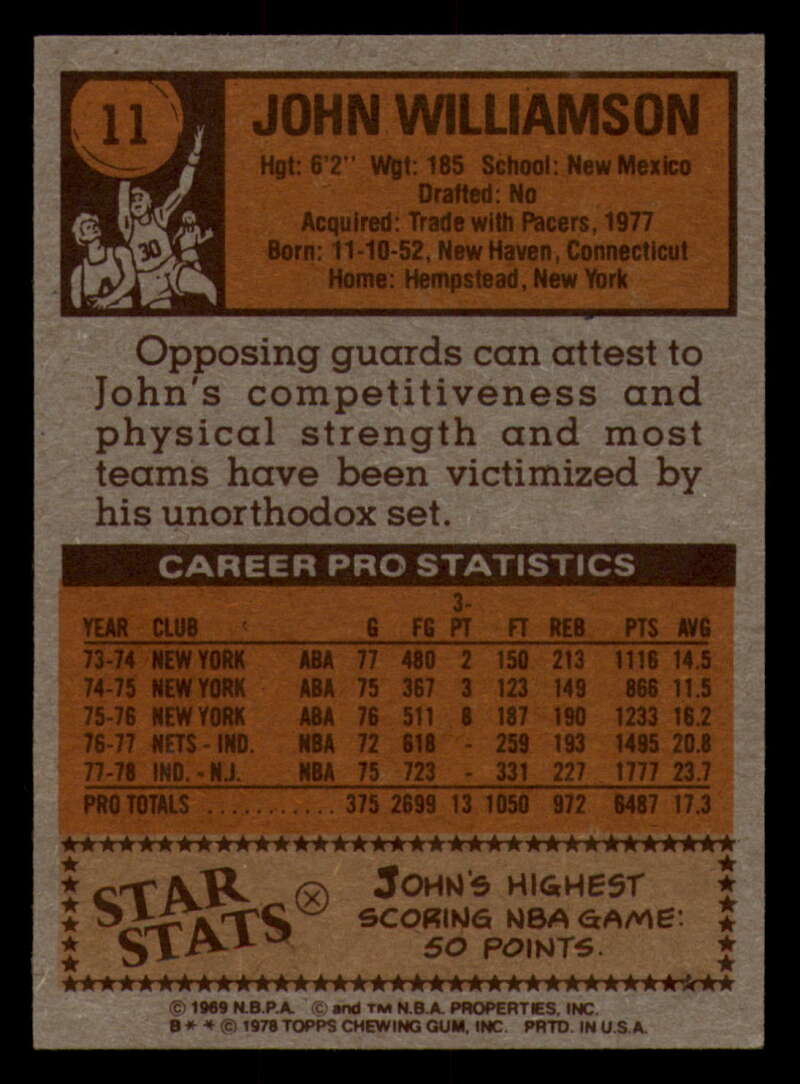 11
JOHN WILLIAMSON
Hgt: 6'2" Wgt: 185 School: New Mexico
Drafted: No
Acquired: Trade with Pacers, 1977
Born: 11-10-52, New Haven, Connecticut
Home: Hempstead, New York
30
Opposing guards can attest to
John's competitiveness and
physical strength and most
teams have been victimized by
his unorthodox set.
CAREER PRO STATISTICS
YEAR CLUB G FG 3-PT FT REB PTS AVG
73-74 NEW YORK ABA 77 480 2 150 213 1116 14.5
74-75 NEW YORK ABA 75 367 3 123 149 866 11.5
75-76 NEW YORK ABA 76 511 8 187 190 1233 16.2
76-77 NETS - IND. NBA 72 618 - 259 193 1495 20.8
77-78 IND. - N.J. NBA 75 723 - 331 227 1777 23.7
PRO TOTALS ............ 375 2699 13 1050 972 6487 17.3
STAR STATS
JOHN'S HIGHEST
SCORING NBA GAME:
50 POINTS.
© 1969 N.B.P.A. © and TM N.B.A. PROPERTIES, INC.
B* * © 1978 TOPPS CHEWING GUM, INC. PRTD. IN U.S.A.